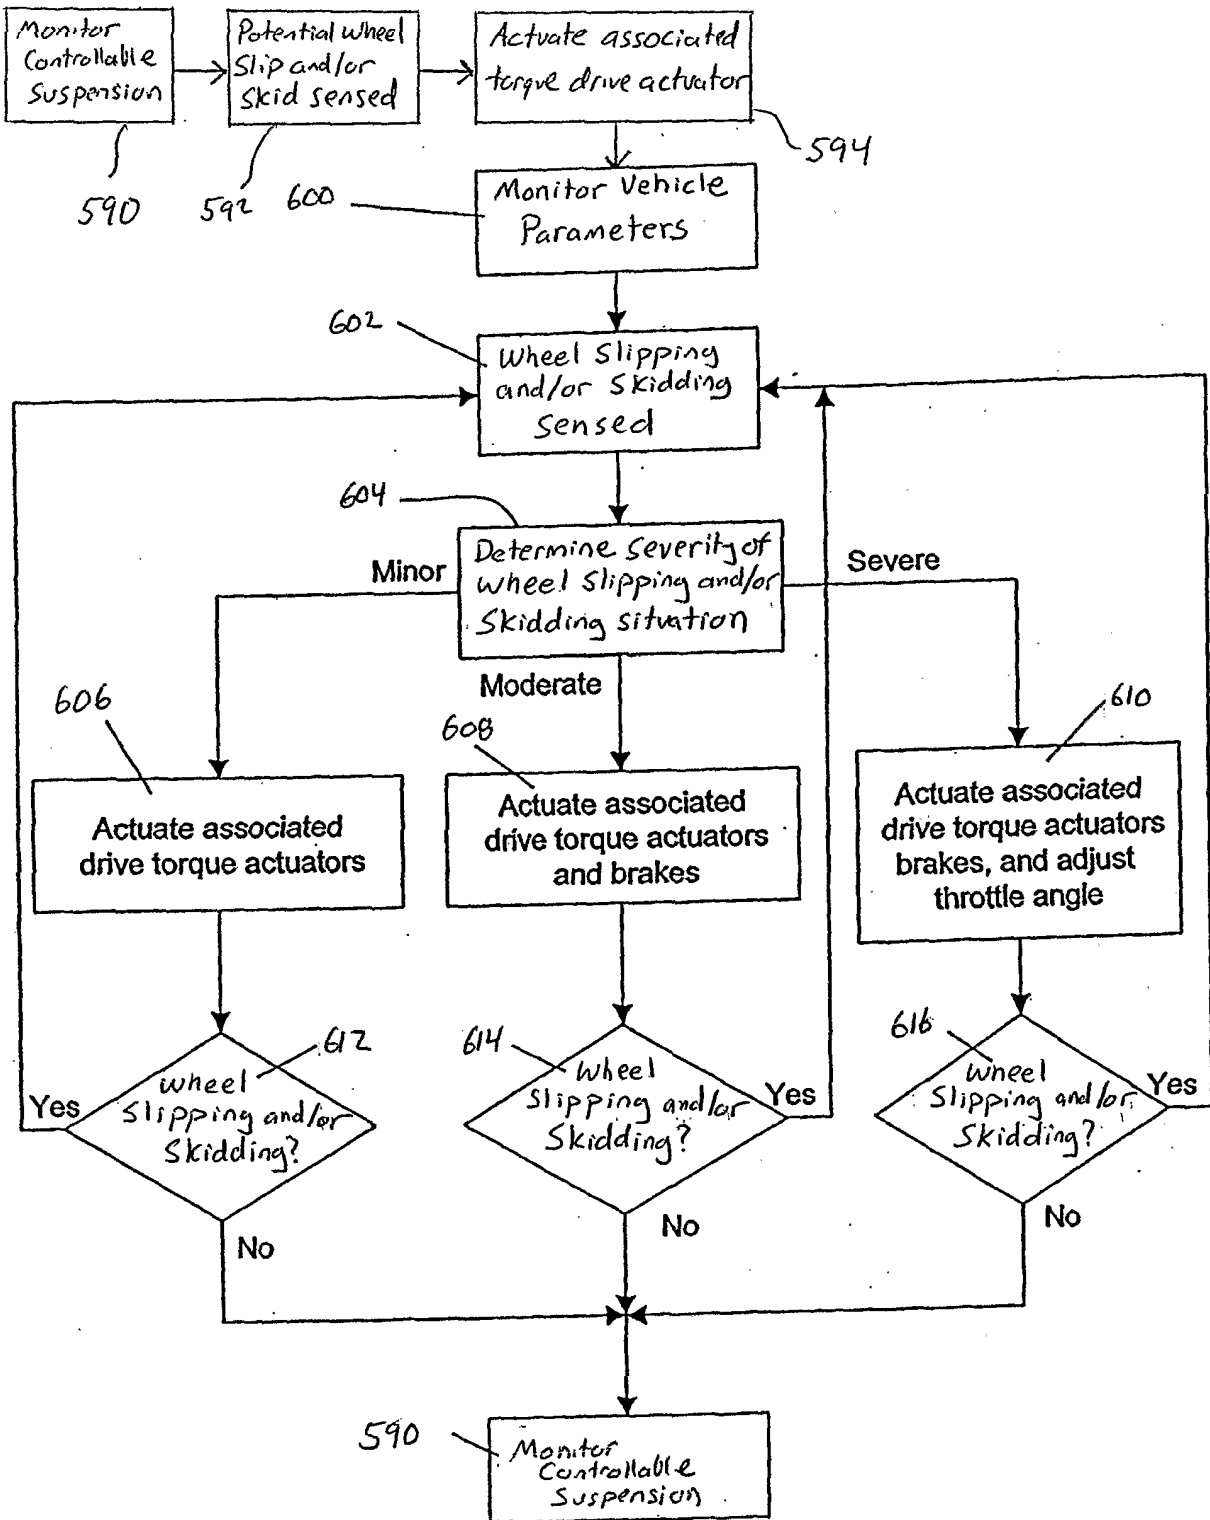 Monitor
Controllable
Suspension
Potential Wheel
Slip and/or
Skid sensed
Actuate associated
torque drive actuator
590
592
594
600
Monitor Vehicle
Parameters
602
Wheel Slipping
and/or Skidding
Sensed
604
Determine Severity of
Wheel Slipping and/or
Skidding situation
Minor
Severe
Moderate
606
608
610
Actuate associated
drive torque actuators
Actuate associated
drive torque actuators
and brakes
Actuate associated
drive torque actuators
brakes, and adjust
throttle angle
612
Wheel
Slipping and/or
Skidding?
Yes
No
614
Wheel
Slipping and/or
Skidding?
Yes
No
616
Wheel
Slipping and/or
Skidding?
Yes
No
590
Monitor
Controllable
Suspension